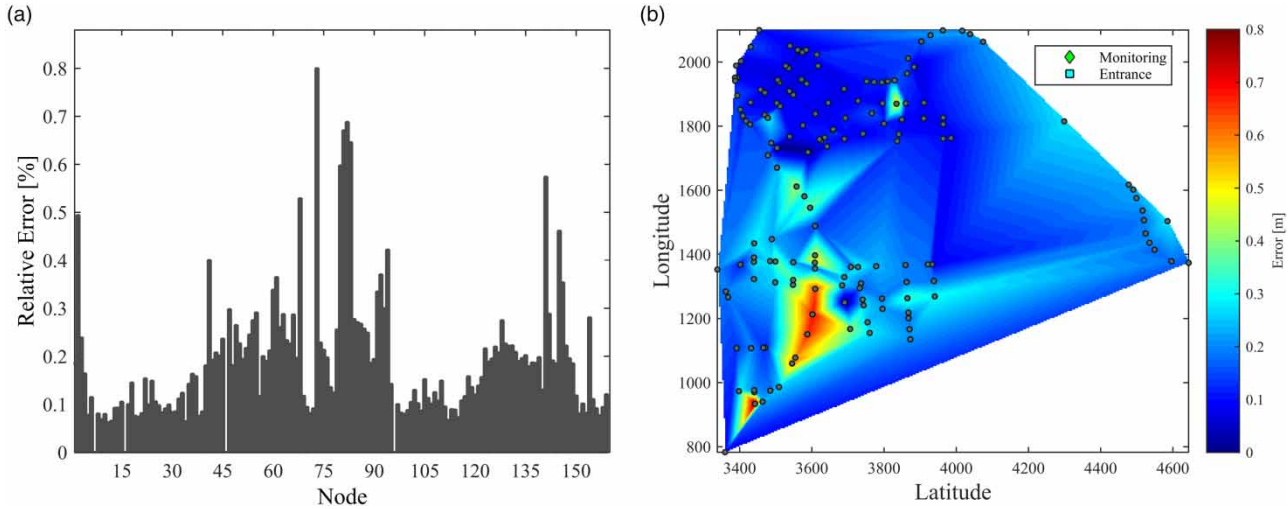 (a)
Relative Error [%]
0.8
0.7
0.6
0.5
0.4
0.3
0.2
0.1
0
15 30 45 60 75 90 105 120 135 150
Node
(b)
Longitude
2000
1800
1600
1400
1200
1000
800
3400 3600 3800 4000 4200 4400 4600
Latitude
Monitoring
Entrance
0.8
0.7
0.6
0.5
0.4
0.3
0.2
0.1
0
Error [m]